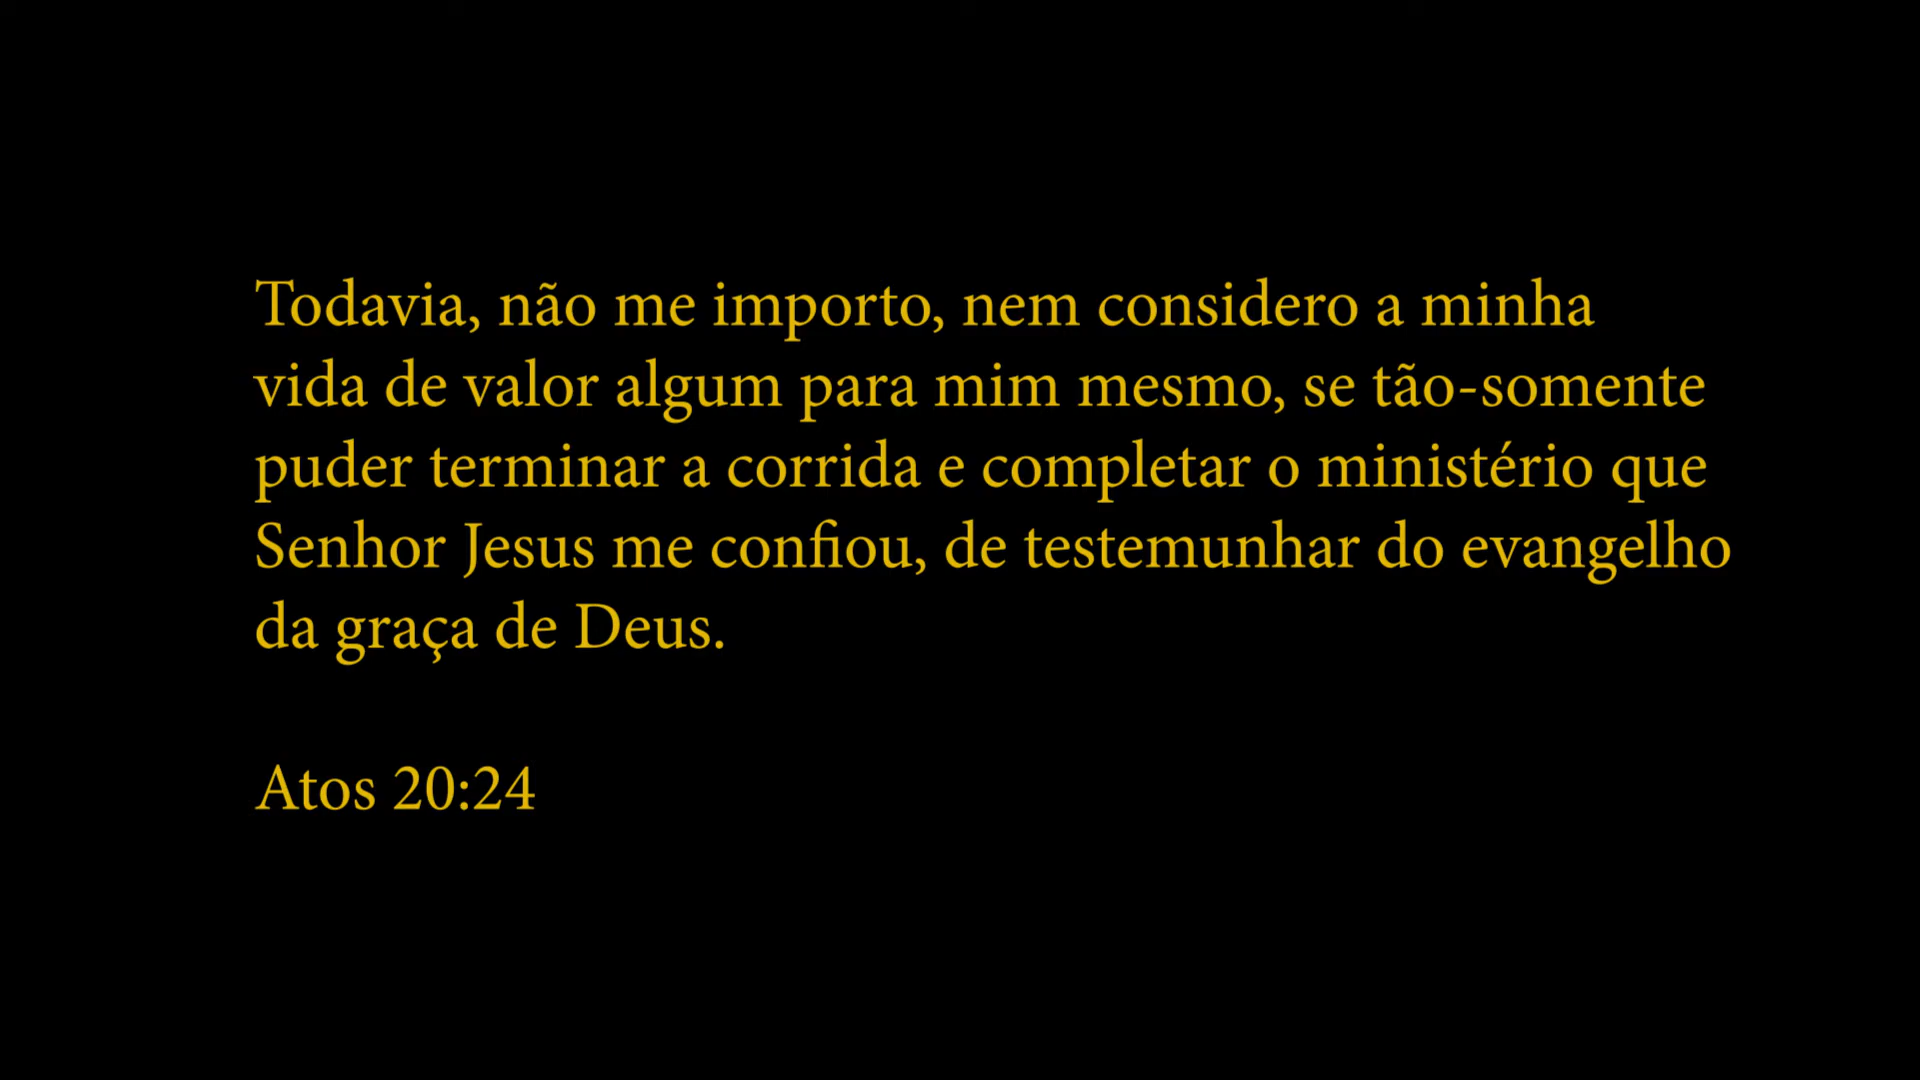 Todavia, não me importo, nem considero a minha
vida de valor algum para mim mesmo, se tão-somente
puder terminar a corrida e completar o ministério que
Senhor Jesus me confiou, de testemunhar do evangelho
da graça de Deus.
Atos 20:24